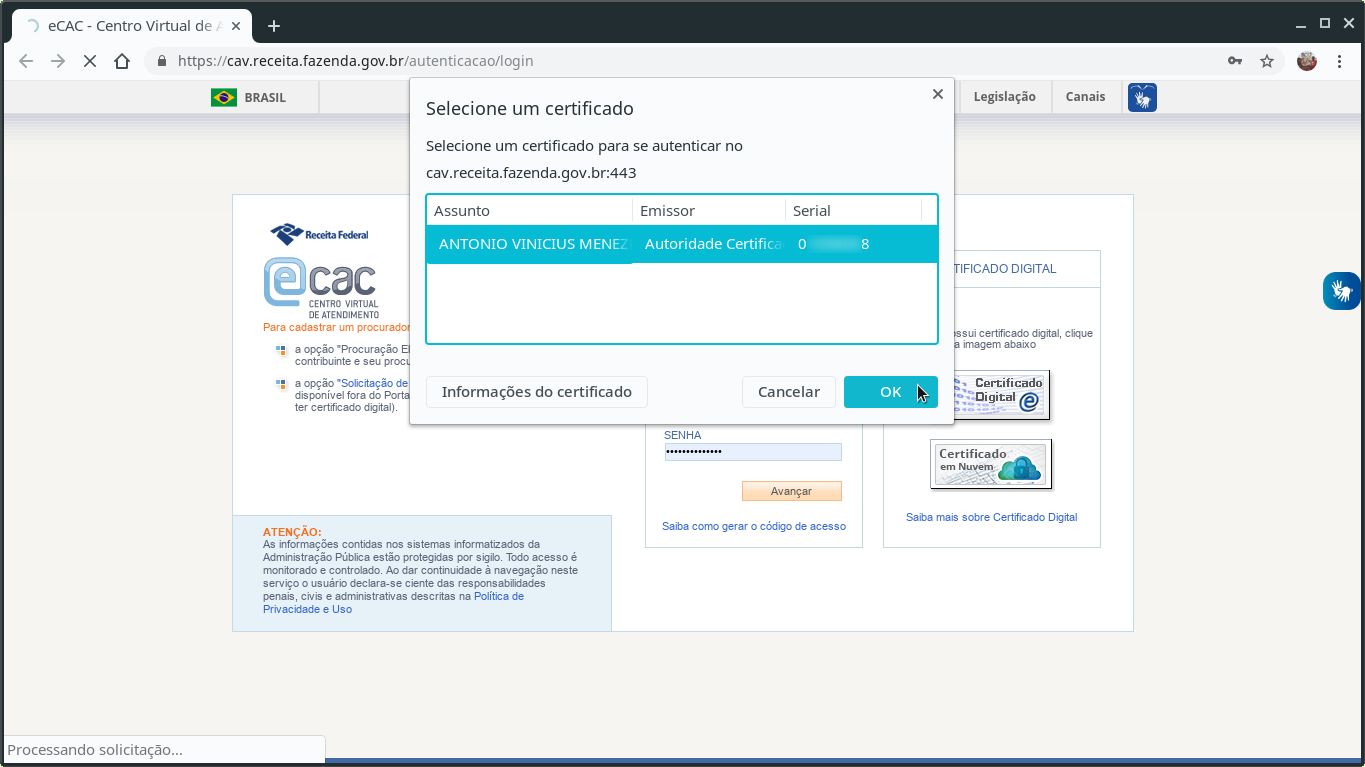 eCAC - Centro Virtual de
https://cav.receita.fazenda.gov.br/autenticacao/login
BRASIL
Legislação
Canais
Selecione um certificado
Selecione um certificado para se autenticar no
cav.receita.fazenda.gov.br:443
Assunto Emissor Serial
ANTONIO VINICIUS MENEZ Autoridade Certifica 0 8
Informações do certificado Cancelar OK
Receita Federal
ecac
CENTRO VIRTUAL
DE ATENDIMENTO
Para cadastrar um procurador
a opção "Procuração El
contribuinte e seu procu
a opção "Solicitação de
disponível fora do Porta
ter certificado digital).
ATENÇÃO:
As informações contidas nos sistemas informatizados da
Administração Pública estão protegidas por sigilo. Todo acesso é
monitorado e controlado. Ao dar continuidade à navegação neste
serviço o usuário declara-se ciente das responsabilidades
penais, civis e administrativas descritas na Política de
Privacidade e Uso
SENHA
Avançar
Saiba como gerar o código de acesso
TIFICADO DIGITAL
ossui certificado digital, clique
a imagem abaixo
Certificado
Digital
Certificado
em Nuvem
Saiba mais sobre Certificado Digital
Processando solicitação...